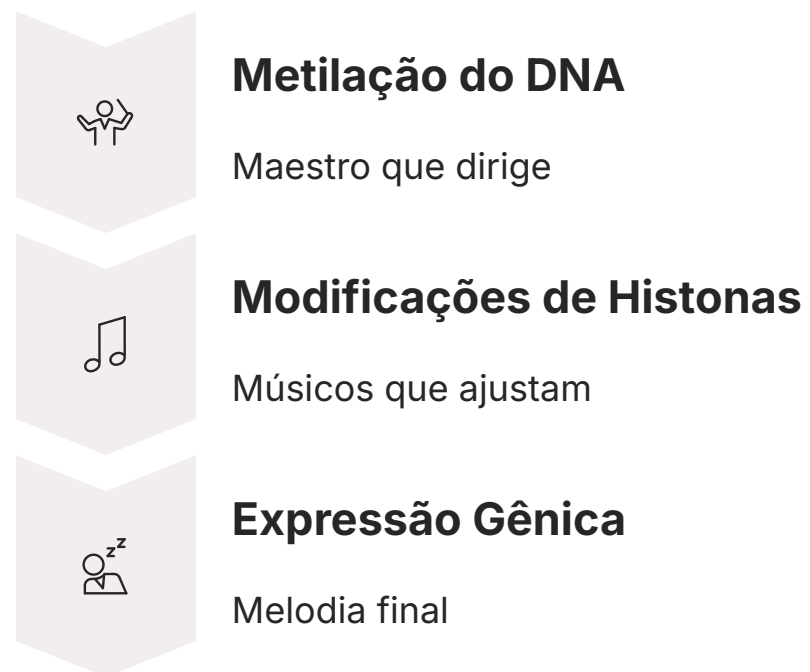 Metilação do DNA
Maestro que dirige
Modificações de Histonas
Músicos que ajustam
z z
Expressão Gênica
Melodia final